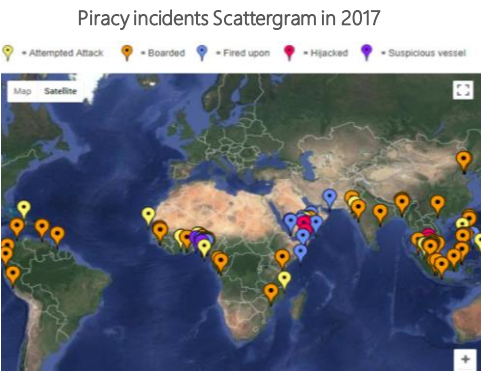 Piracy incidents Scattergram in 2017
= Attempted Attack = Boarded = Fired upon = Hijacked = Suspicious vessel
Map Satellite
+